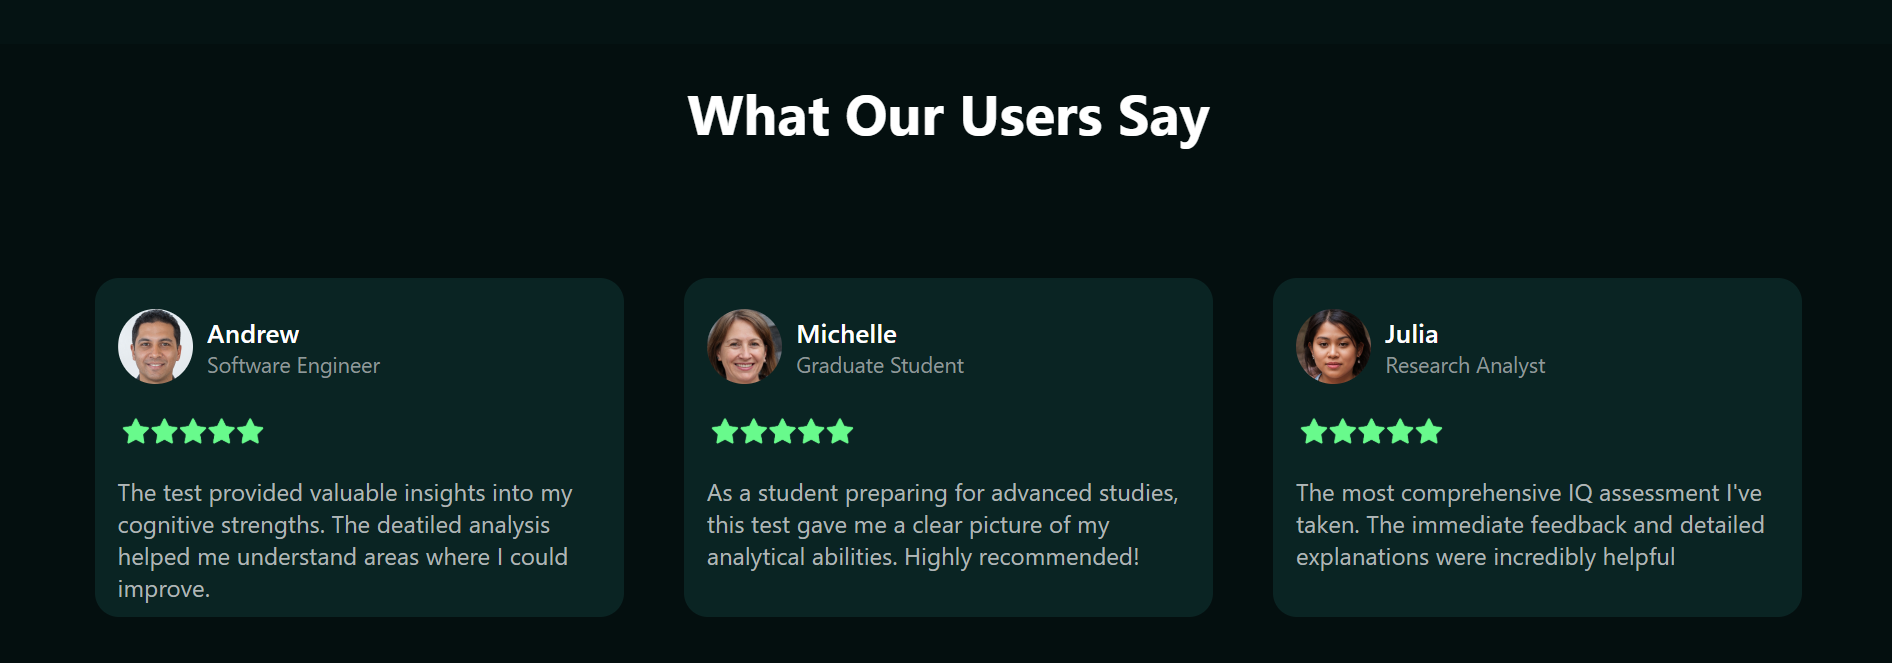 What Our Users Say
Andrew
Software Engineer
The test provided valuable insights into my
cognitive strengths. The deatiled analysis
helped me understand areas where I could
improve.
Michelle
Graduate Student
As a student preparing for advanced studies,
this test gave me a clear picture of my
analytical abilities. Highly recommended!
Julia
Research Analyst
The most comprehensive IQ assessment I've
taken. The immediate feedback and detailed
explanations were incredibly helpful